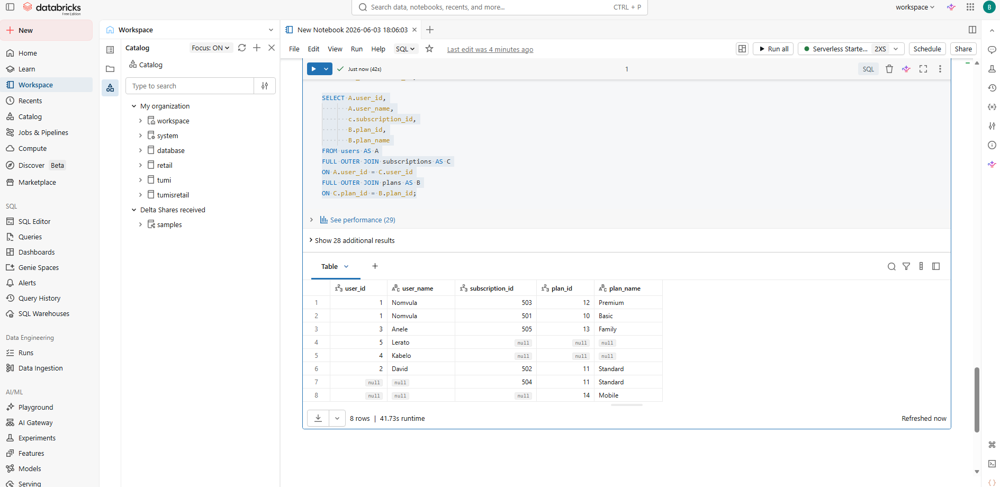 databricks
Free Edition
Search data, notebooks, recents, and more...
CTRL + P
workspace
B
New
Home
Learn
Workspace
Recents
Catalog
Jobs & Pipelines
Compute
Discover Beta
Marketplace
SQL
SQL Editor
Queries
Dashboards
Genie Spaces
Alerts
Query History
SQL Warehouses
Data Engineering
Runs
Data Ingestion
AI/ML
Playground
AI Gateway
Experiments
Features
Models
Serving
Workspace
Catalog
Focus: ON
Catalog
Type to search
My organization
workspace
system
database
retail
tumi
tumisretail
Delta Shares received
samples
New Notebook 2026-06-03 18:06:03
File Edit View Run Help SQL Last edit was 4 minutes ago
Run all Serverless Starte... 2XS Schedule Share
Just now (42s) 1 SQL
SELECT A.user_id,
A.user_name,
c.subscription_id,
B.plan_id,
B.plan_name
FROM users AS A
FULL OUTER JOIN subscriptions AS C
ON A.user_id = C.user_id
FULL OUTER JOIN plans AS B
ON C.plan_id = B.plan_id;
See performance (29)
Show 28 additional results
Table
user_id user_name subscription_id plan_id plan_name
1 1 Nomvula 503 12 Premium
2 1 Nomvula 501 10 Basic
3 3 Anele 505 13 Family
4 5 Lerato null null null
5 4 Kabelo null null null
6 2 David 502 11 Standard
7 null null 504 11 Standard
8 null null null 14 Mobile
8 rows | 41.73s runtime
Refreshed now